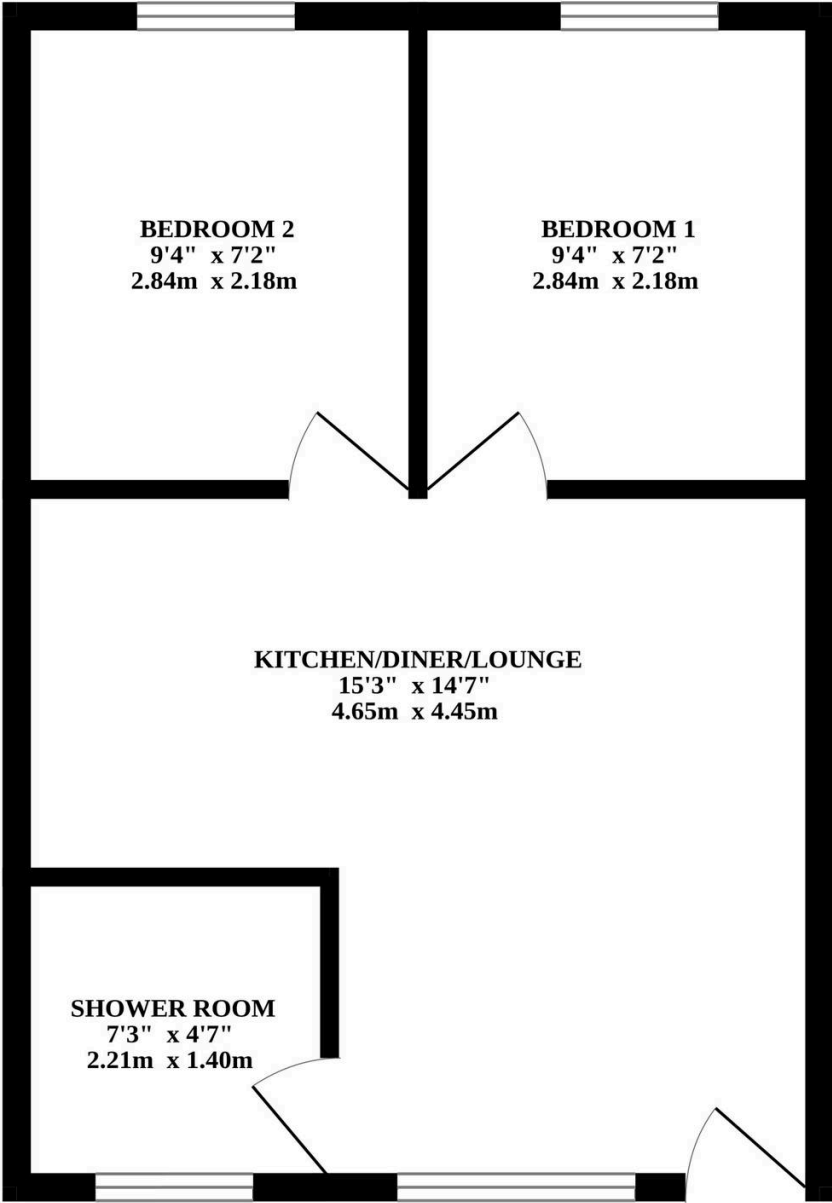 BEDROOM 2
9'4" x 7'2"
2.84m x 2.18m
BEDROOM 1
9'4" x 7'2"
2.84m x 2.18m
KITCHEN/DINER/LOUNGE
15'3" x 14'7"
4.65m x 4.45m
SHOWER ROOM
7'3" x 4'7"
2.21m x 1.40m